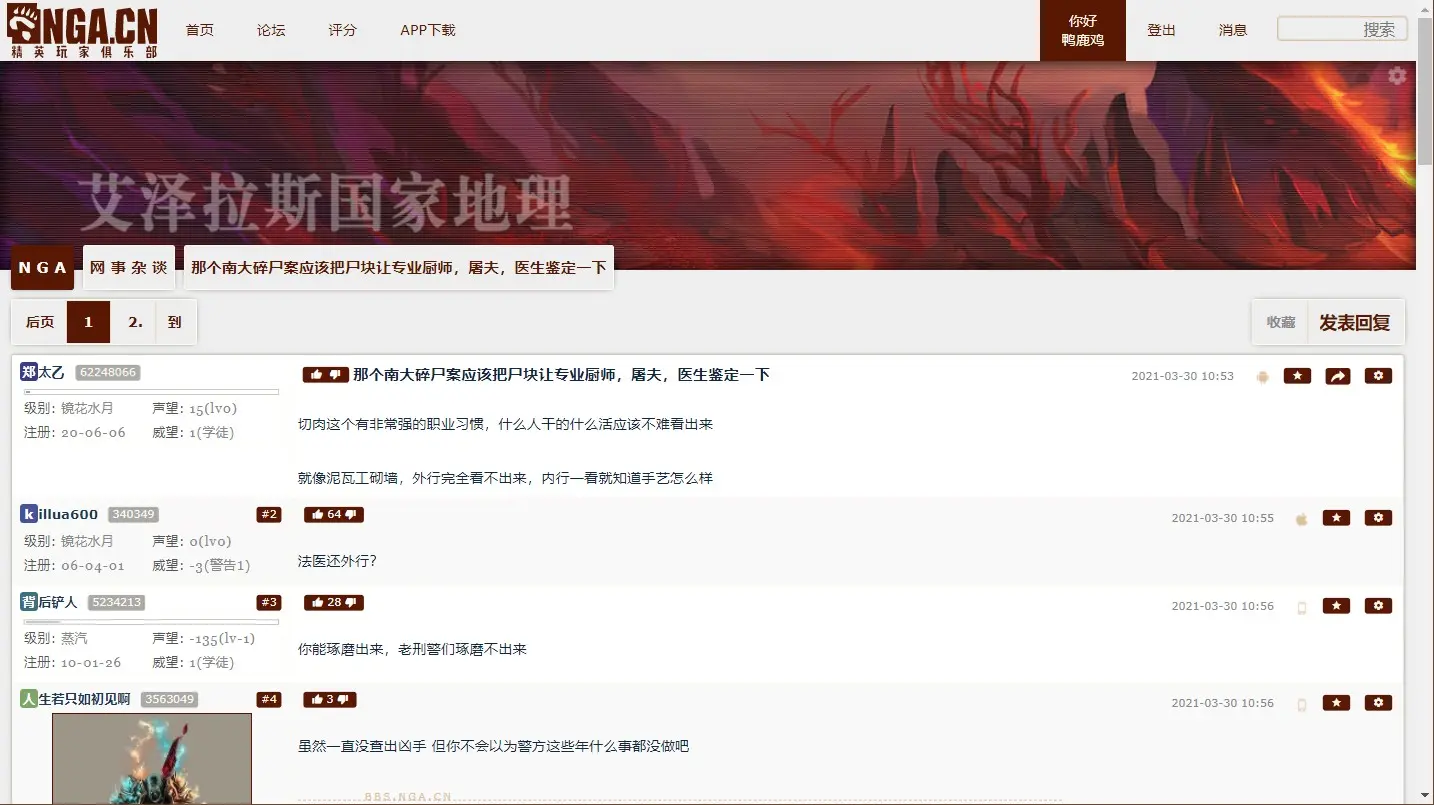 NGA.CN
精英玩家俱乐部
首页 论坛 评分 APP下载
你好
鸭鹿鸡
登出 消息 搜索
艾泽拉斯国家地理
NGA 网事杂谈 那个南大碎尸案应该把尸块让专业厨师，屠夫，医生鉴定一下
后页 1 2. 到 收藏 发表回复
郑太乙 62248066 那个南大碎尸案应该把尸块让专业厨师，屠夫，医生鉴定一下 2021-03-30 10:53
级别: 镜花水月 声望: 15(lv0)
注册: 20-06-06 威望: 1(学徒)
切肉这个有非常强的职业习惯，什么人干的什么活应该不难看出来
就像泥瓦工砌墙，外行完全看不出来，内行一看就知道手艺怎么样
killua600 340349 #2 64 2021-03-30 10:55
级别: 镜花水月 声望: 0(lv0)
注册: 06-04-01 威望: -3(警告1)
法医还外行？
背后铲人 5234213 #3 28 2021-03-30 10:56
级别: 蒸汽 声望: -135(lv-1)
注册: 10-01-26 威望: 1(学徒)
你能琢磨出来，老刑警们琢磨不出来
人生若只如初见啊 3563049 #4 3 2021-03-30 10:56
虽然一直没查出凶手 但你不会以为警方这些年什么事都没做吧
BBS.NGA.CN